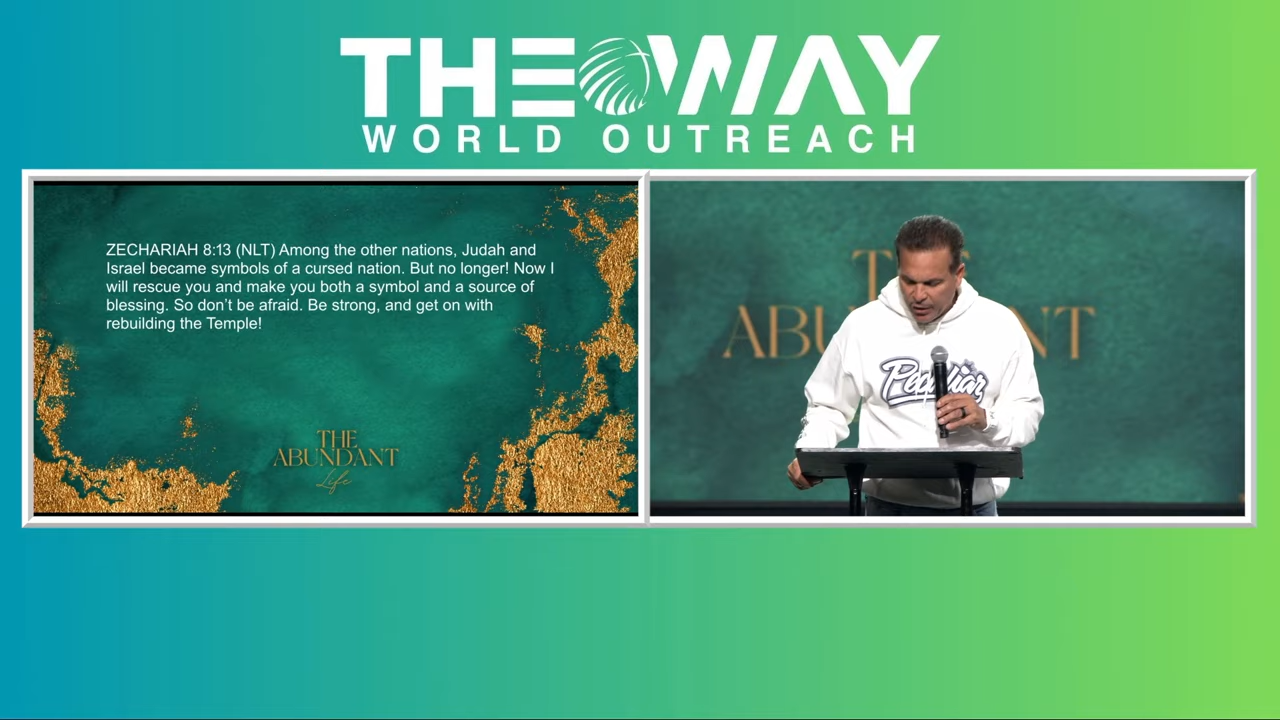 THE WAY
WORLD OUTREACH
ZECHARIAH 8:13 (NLT) Among the other nations, Judah and
Israel became symbols of a cursed nation. But no longer! Now I
will rescue you and make you both a symbol and a source of
blessing. So don’t be afraid. Be strong, and get on with
rebuilding the Temple!
THE
ABUNDANT
Life
Peculiar